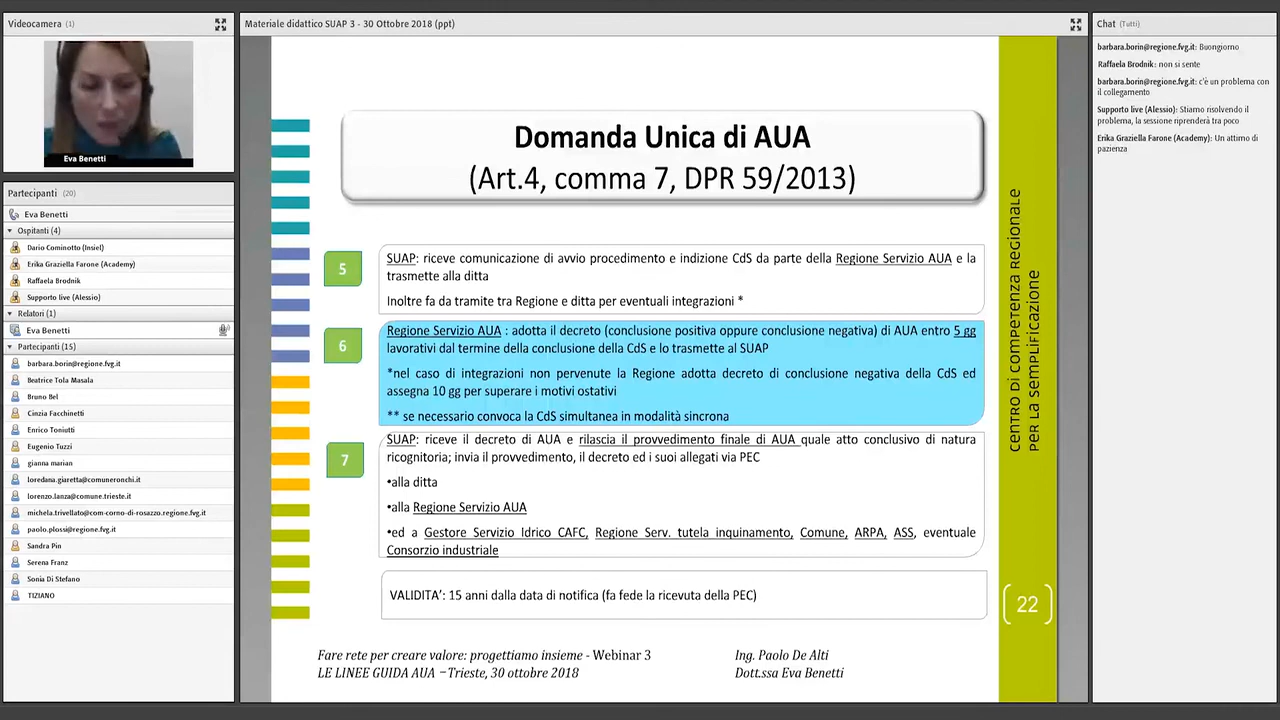 Videocamera (1)
Eva Benetti
Partecipanti (20)
Eva Benetti
Ospitanti (4)
Dario Cominotto (Insiel)
Erika Graziella Farone (Academy)
Raffaela Brodnik
Supporto live (Alessio)
Relatori (1)
Eva Benetti
Partecipanti (15)
barbara.borin@regione.fvg.it
Beatrice Tola Masala
Bruno Bel
Cinzia Facchinetti
Enrico Toniutti
Eugenio Tuzzi
gianna marian
loredana.giaretta@comuneronchi.it
lorenzo.lanza@comune.trieste.it
michela.trivellato@com-corno-di-rosazzo.regione.fvg.it
paolo.plossi@regione.fvg.it
Sandra Pin
Serena Franz
Sonia Di Stefano
TIZIANO
Materiale didattico SUAP 3 - 30 Ottobre 2018 (ppt)
Domanda Unica di AUA
(Art.4, comma 7, DPR 59/2013)
5
SUAP: riceve comunicazione di avvio procedimento e indizione CdS da parte della Regione Servizio AUA e la
trasmette alla ditta
Inoltre fa da tramite tra Regione e ditta per eventuali integrazioni *
6
Regione Servizio AUA : adotta il decreto (conclusione positiva oppure conclusione negativa) di AUA entro 5 gg
lavorativi dal termine della conclusione della CdS e lo trasmette al SUAP
*nel caso di integrazioni non pervenute la Regione adotta decreto di conclusione negativa della CdS ed
assegna 10 gg per superare i motivi ostativi
** se necessario convoca la CdS simultanea in modalità sincrona
7
SUAP: riceve il decreto di AUA e rilascia il provvedimento finale di AUA quale atto conclusivo di natura
ricognitoria; invia il provvedimento, il decreto ed i suoi allegati via PEC
•alla ditta
•alla Regione Servizio AUA
•ed a Gestore Servizio Idrico CAFC, Regione Serv. tutela inquinamento, Comune, ARPA, ASS, eventuale
Consorzio industriale
VALIDITA’: 15 anni dalla data di notifica (fa fede la ricevuta della PEC)
Fare rete per creare valore: progettiamo insieme - Webinar 3
LE LINEE GUIDA AUA –Trieste, 30 ottobre 2018
Ing. Paolo De Alti
Dott.ssa Eva Benetti
CENTRO DI COMPETENZA REGIONALE
PER LA SEMPLIFICAZIONE
22
Chat (Tutti)
barbara.borin@regione.fvg.it: Buongiorno
Raffaela Brodnik: non si sente
barbara.borin@regione.fvg.it: c'è un problema con
il collegamento
Supporto live (Alessio): Stiamo risolvendo il
problema, la sessione riprenderà tra poco
Erika Graziella Farone (Academy): Un attimo di
pazienza